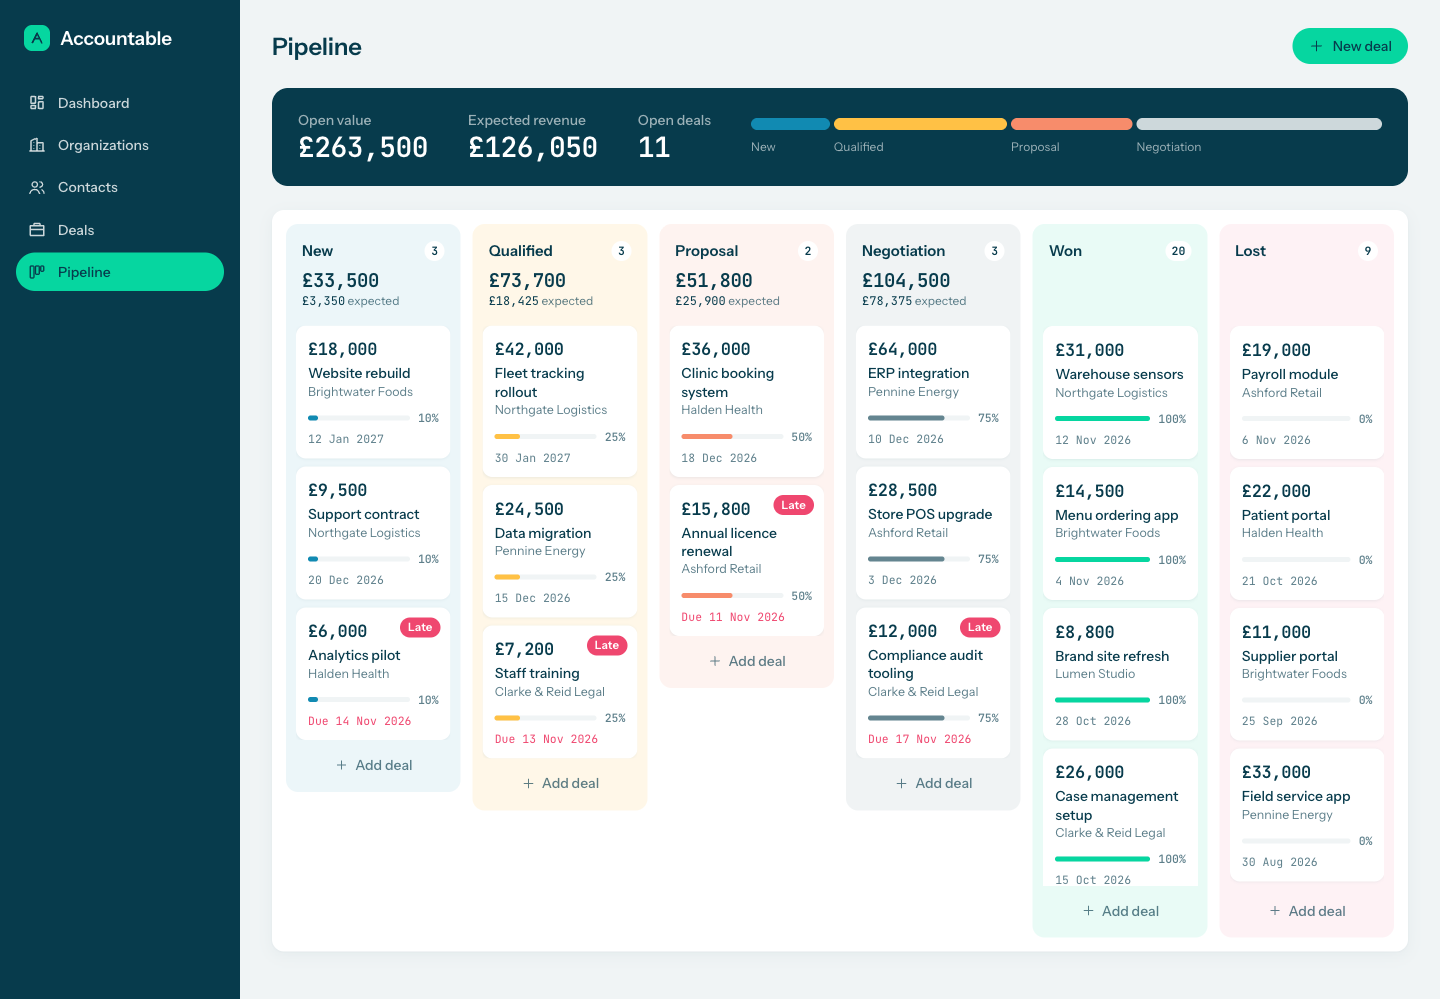 Accountable
Dashboard
Organizations
Contacts
Deals
Pipeline
Pipeline
New deal
Open value
£263,500
Expected revenue
£126,050
Open deals
11
New
Qualified
Proposal
Negotiation
New
3
£33,500
£3,350 expected
£18,000
Website rebuild
Brightwater Foods
10%
12 Jan 2027
£9,500
Support contract
Northgate Logistics
10%
20 Dec 2026
£6,000
Late
Analytics pilot
Halden Health
10%
Due 14 Nov 2026
Add deal
Qualified
3
£73,700
£18,425 expected
£42,000
Fleet tracking
rollout
Northgate Logistics
25%
30 Jan 2027
£24,500
Data migration
Pennine Energy
25%
15 Dec 2026
£7,200
Late
Staff training
Clarke & Reid Legal
25%
Due 13 Nov 2026
Add deal
Proposal
2
£51,800
£25,900 expected
£36,000
Clinic booking
system
Halden Health
50%
18 Dec 2026
£15,800
Late
Annual licence
renewal
Ashford Retail
50%
Due 11 Nov 2026
Add deal
Negotiation
3
£104,500
£78,375 expected
£64,000
ERP integration
Pennine Energy
75%
10 Dec 2026
£28,500
Store POS upgrade
Ashford Retail
75%
3 Dec 2026
£12,000
Late
Compliance audit
tooling
Clarke & Reid Legal
75%
Due 17 Nov 2026
Add deal
Won
20
£31,000
Warehouse sensors
Northgate Logistics
100%
12 Nov 2026
£14,500
Menu ordering app
Brightwater Foods
100%
4 Nov 2026
£8,800
Brand site refresh
Lumen Studio
100%
28 Oct 2026
£26,000
Case management
setup
Clarke & Reid Legal
100%
15 Oct 2026
Add deal
Lost
9
£19,000
Payroll module
Ashford Retail
0%
6 Nov 2026
£22,000
Patient portal
Halden Health
0%
21 Oct 2026
£11,000
Supplier portal
Brightwater Foods
0%
25 Sep 2026
£33,000
Field service app
Pennine Energy
0%
30 Aug 2026
Add deal